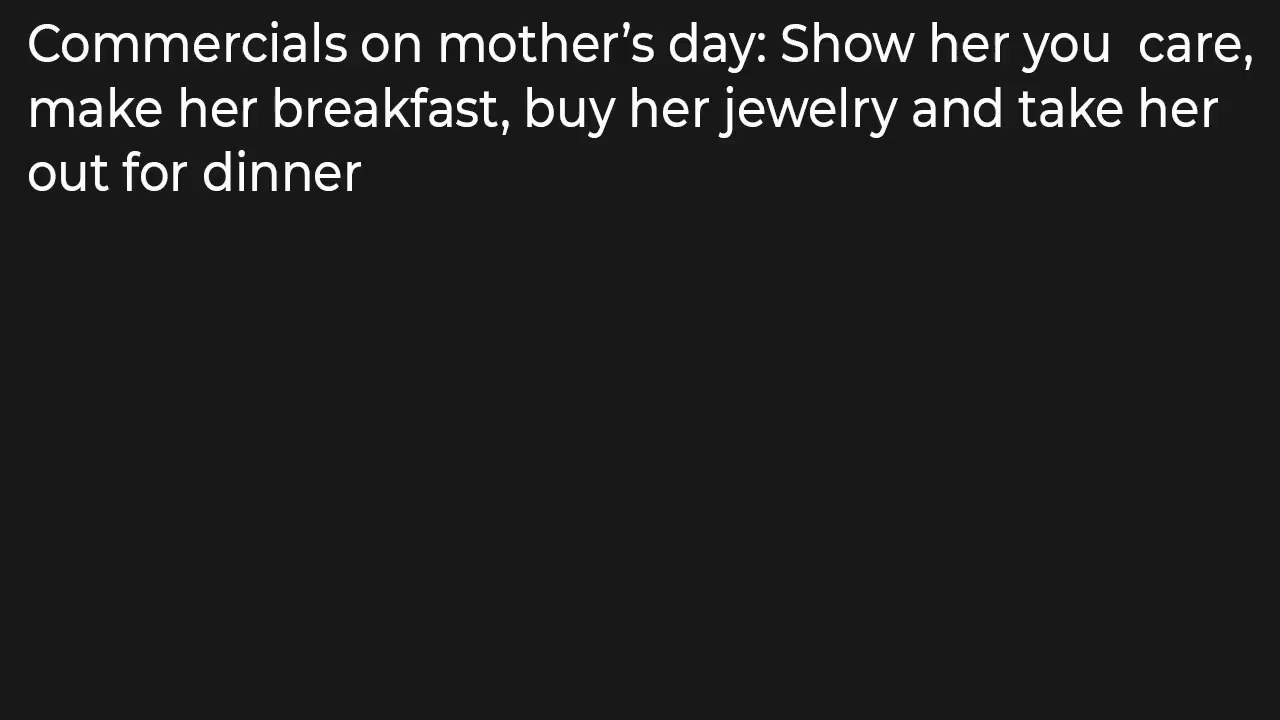 Commercials on mother’s day: Show her you  care,
make her breakfast, buy her jewelry and take her
out for dinner